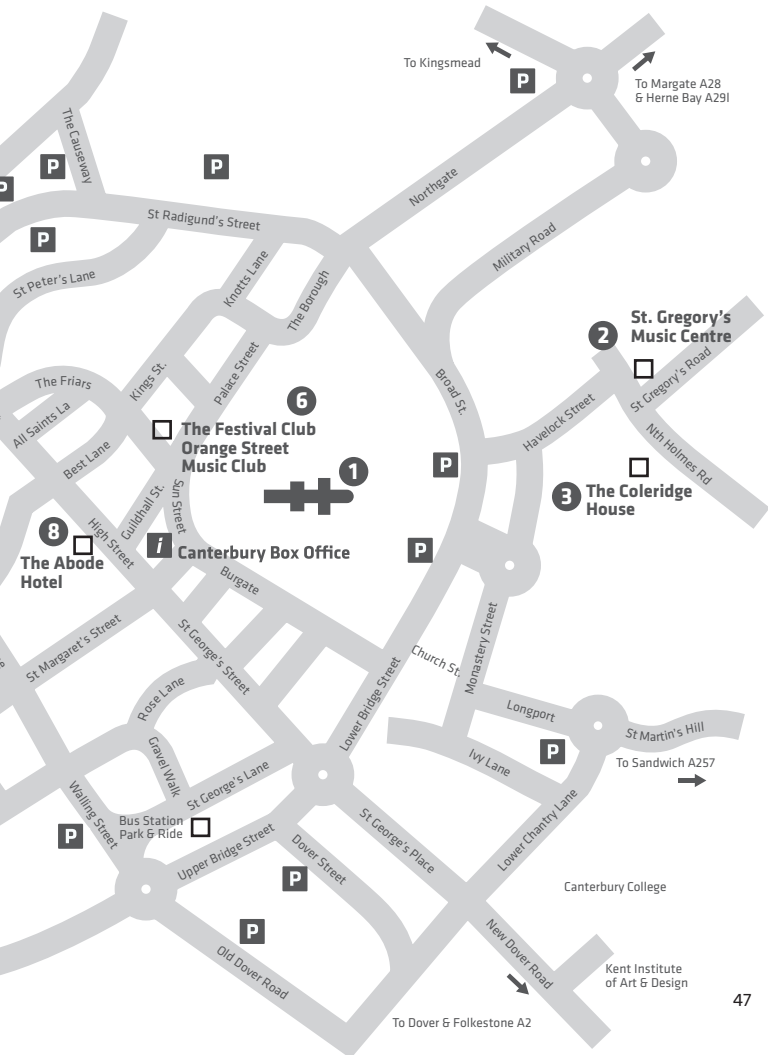 To Kingsmead
P
To Margate A28
& Herne Bay A29l
The Causeway
P
P
P
St Radigund's Street
Northgate
P
Military Road
St Peter's Lane
Knotts Lane
The Borough
St. Gregory's
Music Centre
2
St Gregory's Road
The Friars
Kings St.
Palace Street
Broad St.
All Saints La
6
Havelock Street
The Festival Club
Orange Street
Music Club
Nth Holmes Rd
Best Lane
P
1
3
The Coleridge
House
Sun Street
Guildhall St.
8
High Street
The Abode
Hotel
i
Canterbury Box Office
P
Burgate
St Margaret's Street
St George's Street
Church St.
Monastery Street
Rose Lane
Lower Bridge Street
Longport
St Martin's Hill
Gravel Walk
P
To Sandwich A257
Ivy Lane
St George's Lane
Watling Street
Bus Station
Park & Ride
P
Upper Bridge Street
St George's Place
Lower Chantry Lane
Dover Street
P
Canterbury College
P
New Dover Road
Old Dover Road
Kent Institute
of Art & Design
To Dover & Folkestone A2
47